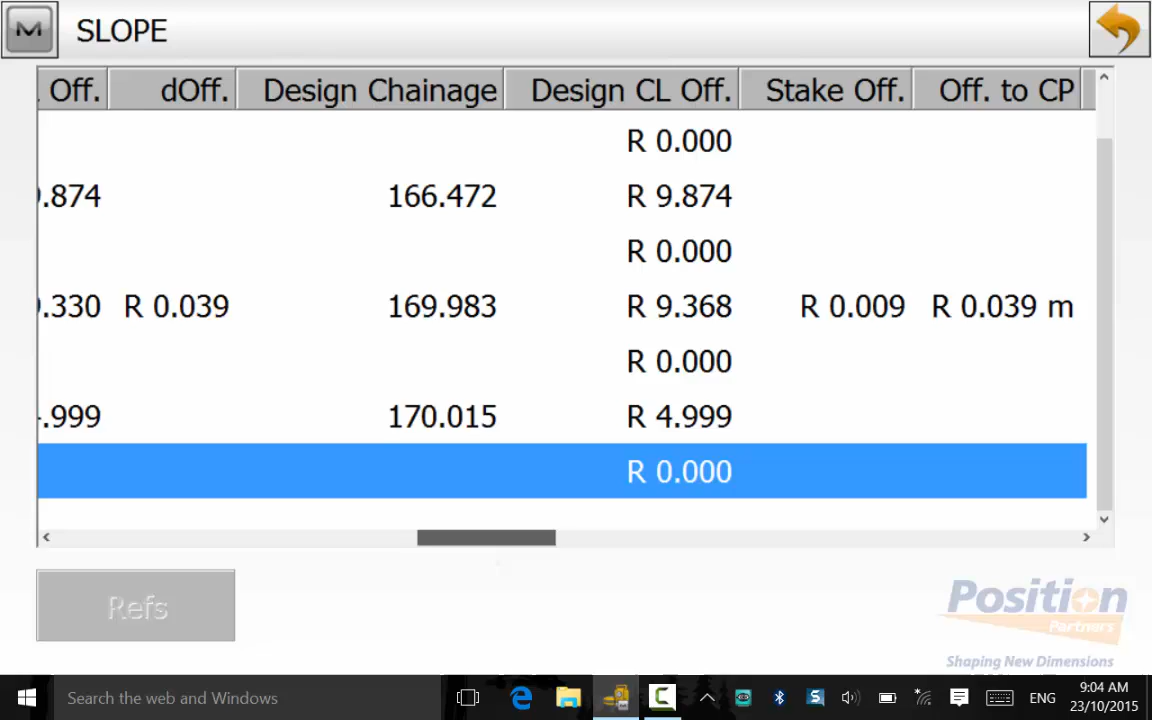 M SLOPE
. Off. dOff. Design Chainage Design CL Off. Stake Off. Off. to CP
R 0.000
.874 166.472 R 9.874
R 0.000
.330 R 0.039 169.983 R 9.368 R 0.009 R 0.039 m
R 0.000
.999 170.015 R 4.999
R 0.000
Refs
Position
Partners
Shaping New Dimensions
Search the web and Windows
ENG
9:04 AM
23/10/2015